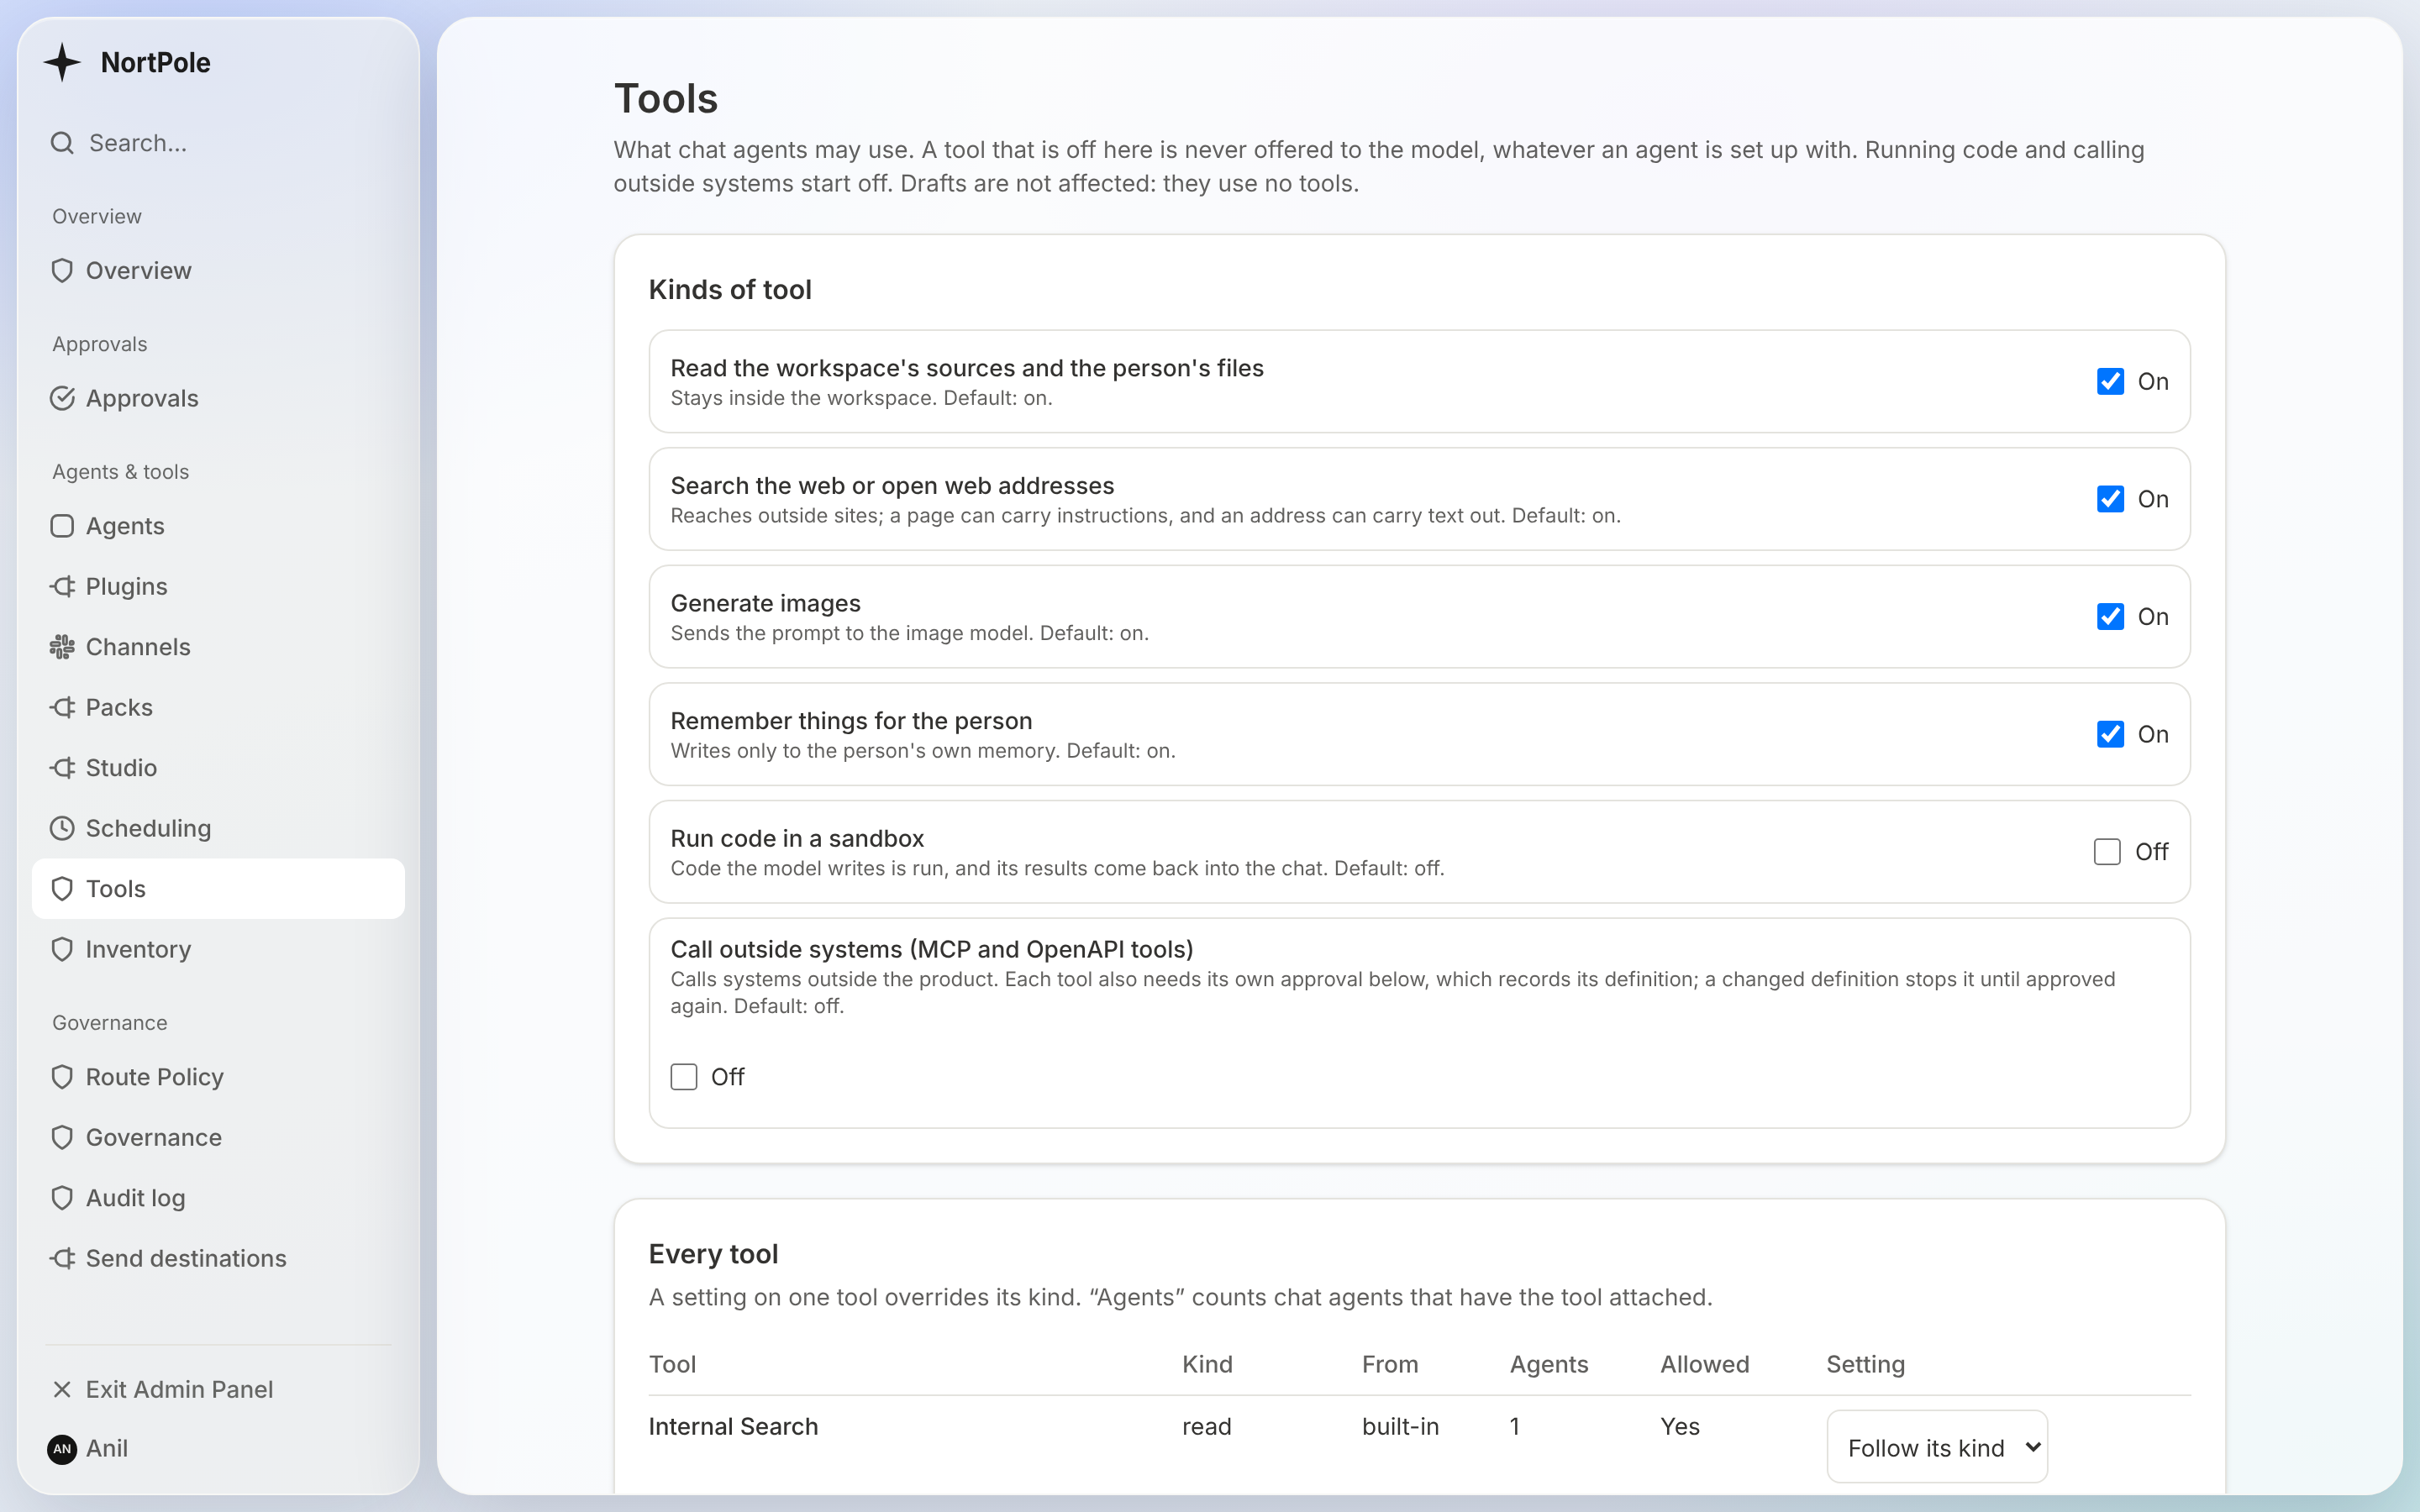 NortPole
Search...
Overview
Overview
Approvals
Approvals
Agents & tools
Agents
Plugins
Channels
Packs
Studio
Scheduling
Tools
Inventory
Governance
Route Policy
Governance
Audit log
Send destinations
Exit Admin Panel
AN Anil
Tools
What chat agents may use. A tool that is off here is never offered to the model, whatever an agent is set up with. Running code and calling
outside systems start off. Drafts are not affected: they use no tools.
Kinds of tool
Read the workspace's sources and the person's files
Stays inside the workspace. Default: on.
On
Search the web or open web addresses
Reaches outside sites; a page can carry instructions, and an address can carry text out. Default: on.
On
Generate images
Sends the prompt to the image model. Default: on.
On
Remember things for the person
Writes only to the person's own memory. Default: on.
On
Run code in a sandbox
Code the model writes is run, and its results come back into the chat. Default: off.
Off
Call outside systems (MCP and OpenAPI tools)
Calls systems outside the product. Each tool also needs its own approval below, which records its definition; a changed definition stops it until approved
again. Default: off.
Off
Every tool
A setting on one tool overrides its kind. “Agents” counts chat agents that have the tool attached.
Tool Kind From Agents Allowed Setting
Internal Search read built-in 1 Yes Follow its kind